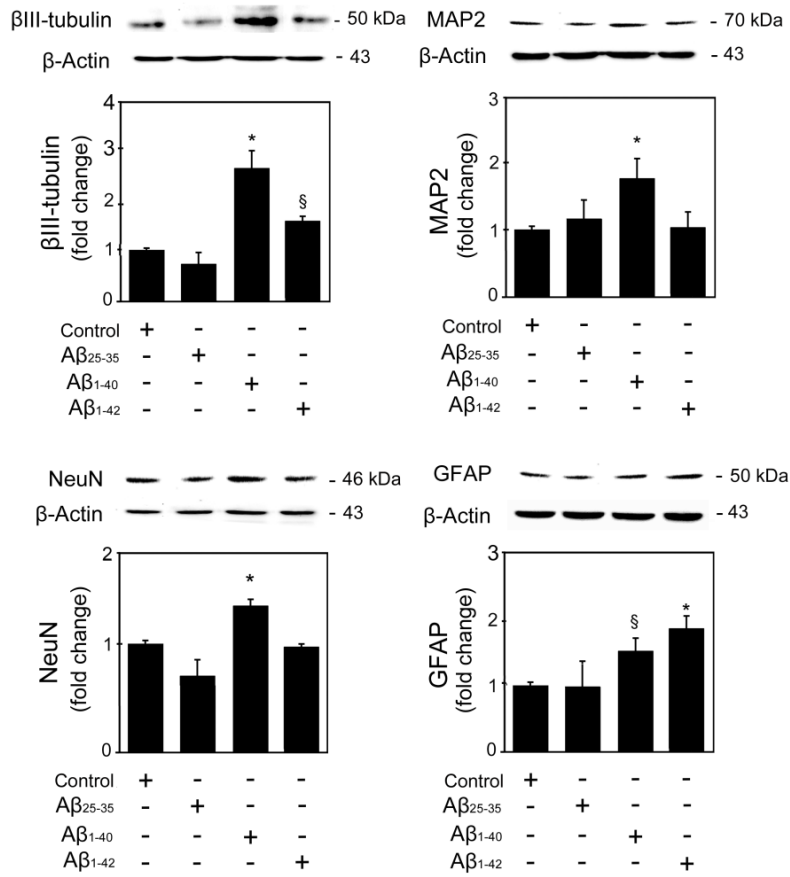 βIII-tubulin - 50 kDa
β-Actin - 43
4
3
2
1
0
βIII-tubulin
(fold change)
*
§
Control + - - -
Aβ25-35 - + - -
Aβ1-40 - - + -
Aβ1-42 - - - +
MAP2 - 70 kDa
β-Actin - 43
3
2
1
0
MAP2
(fold change)
*
Control + - - -
Aβ25-35 - + - -
Aβ1-40 - - + -
Aβ1-42 - - - +
NeuN - 46 kDa
β-Actin - 43
2
1
0
NeuN
(fold change)
*
Control + - - -
Aβ25-35 - + - -
Aβ1-40 - - + -
Aβ1-42 - - - +
GFAP - 50 kDa
β-Actin - 43
3
2
1
0
GFAP
(fold change)
§
*
Control + - - -
Aβ25-35 - + - -
Aβ1-40 - - + -
Aβ1-42 - - - +